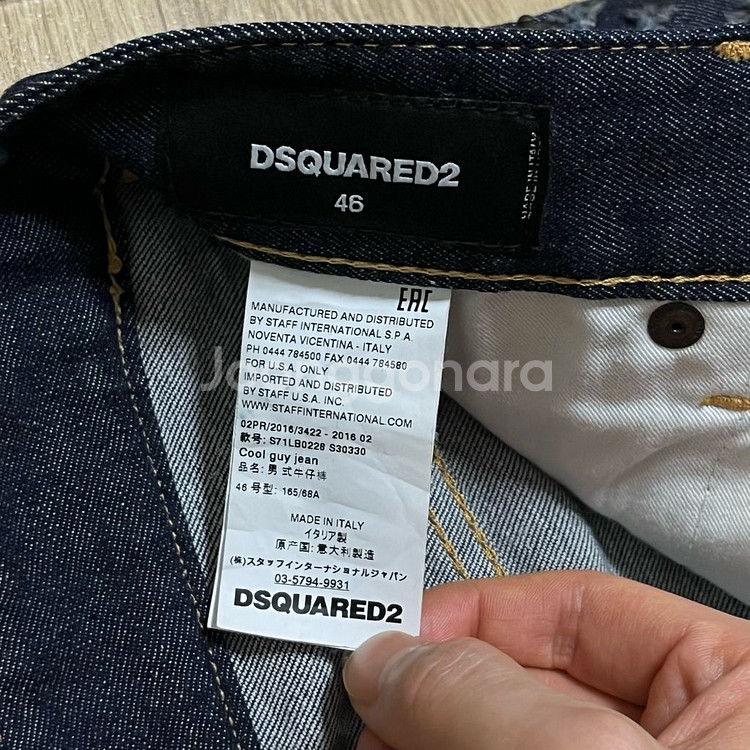 DSQUARED2
46
MADE IN ITALY
EAC
MANUFACTURED AND DISTRIBUTED
BY STAFF INTERNATIONAL S.P.A.
NOVENTA VICENTINA - ITALY
PH 0444 784500 FAX 0444 784580
FOR U.S.A. ONLY
IMPORTED AND DISTRIBUTED
BY STAFF U.S.A. INC.
WWW.STAFFINTERNATIONAL.COM
02PR/2016/3422 - 2016 02
款号: S71LB0228 S30330
Cool guy jean
品名: 男式牛仔裤
46 号型: 165/68A
MADE IN ITALY
イタリア製
原产国: 意大利製造
(株)スタッフインターナショナルジャパン
03-5794-9931
DSQUARED2